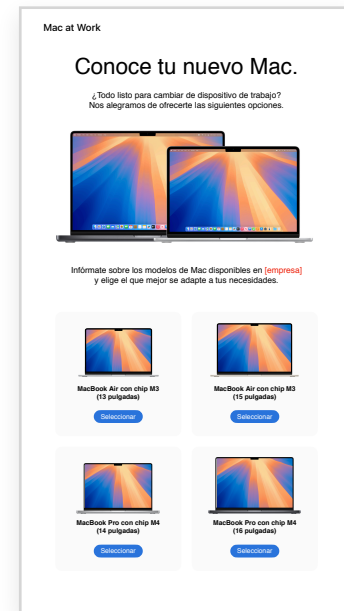 Mac at Work
Conoce tu nuevo Mac.
¿Todo listo para cambiar de dispositivo de trabajo?
Nos alegramos de ofrecerte las siguientes opciones.
Infórmate sobre los modelos de Mac disponibles en [empresa]
y elige el que mejor se adapte a tus necesidades.
MacBook Air con chip M3
(13 pulgadas)
Seleccionar
MacBook Air con chip M3
(15 pulgadas)
Seleccionar
MacBook Pro con chip M4
(14 pulgadas)
Seleccionar
MacBook Pro con chip M4
(16 pulgadas)
Seleccionar